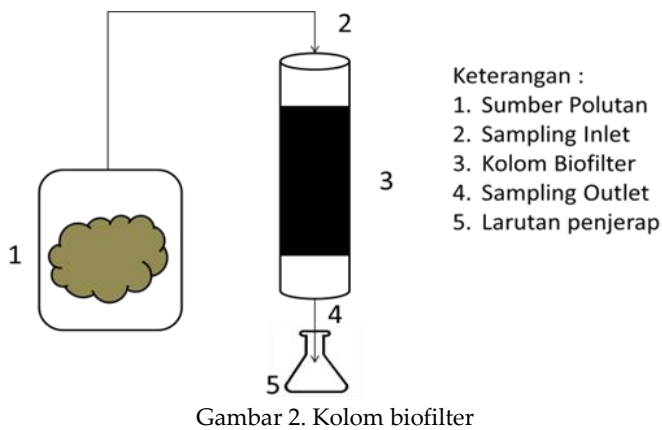 2
Keterangan :
1. Sumber Polutan
2. Sampling Inlet
3. Kolom Biofilter
4. Sampling Outlet
5. Larutan penjerap
3
1
4
5
Gambar 2. Kolom biofilter